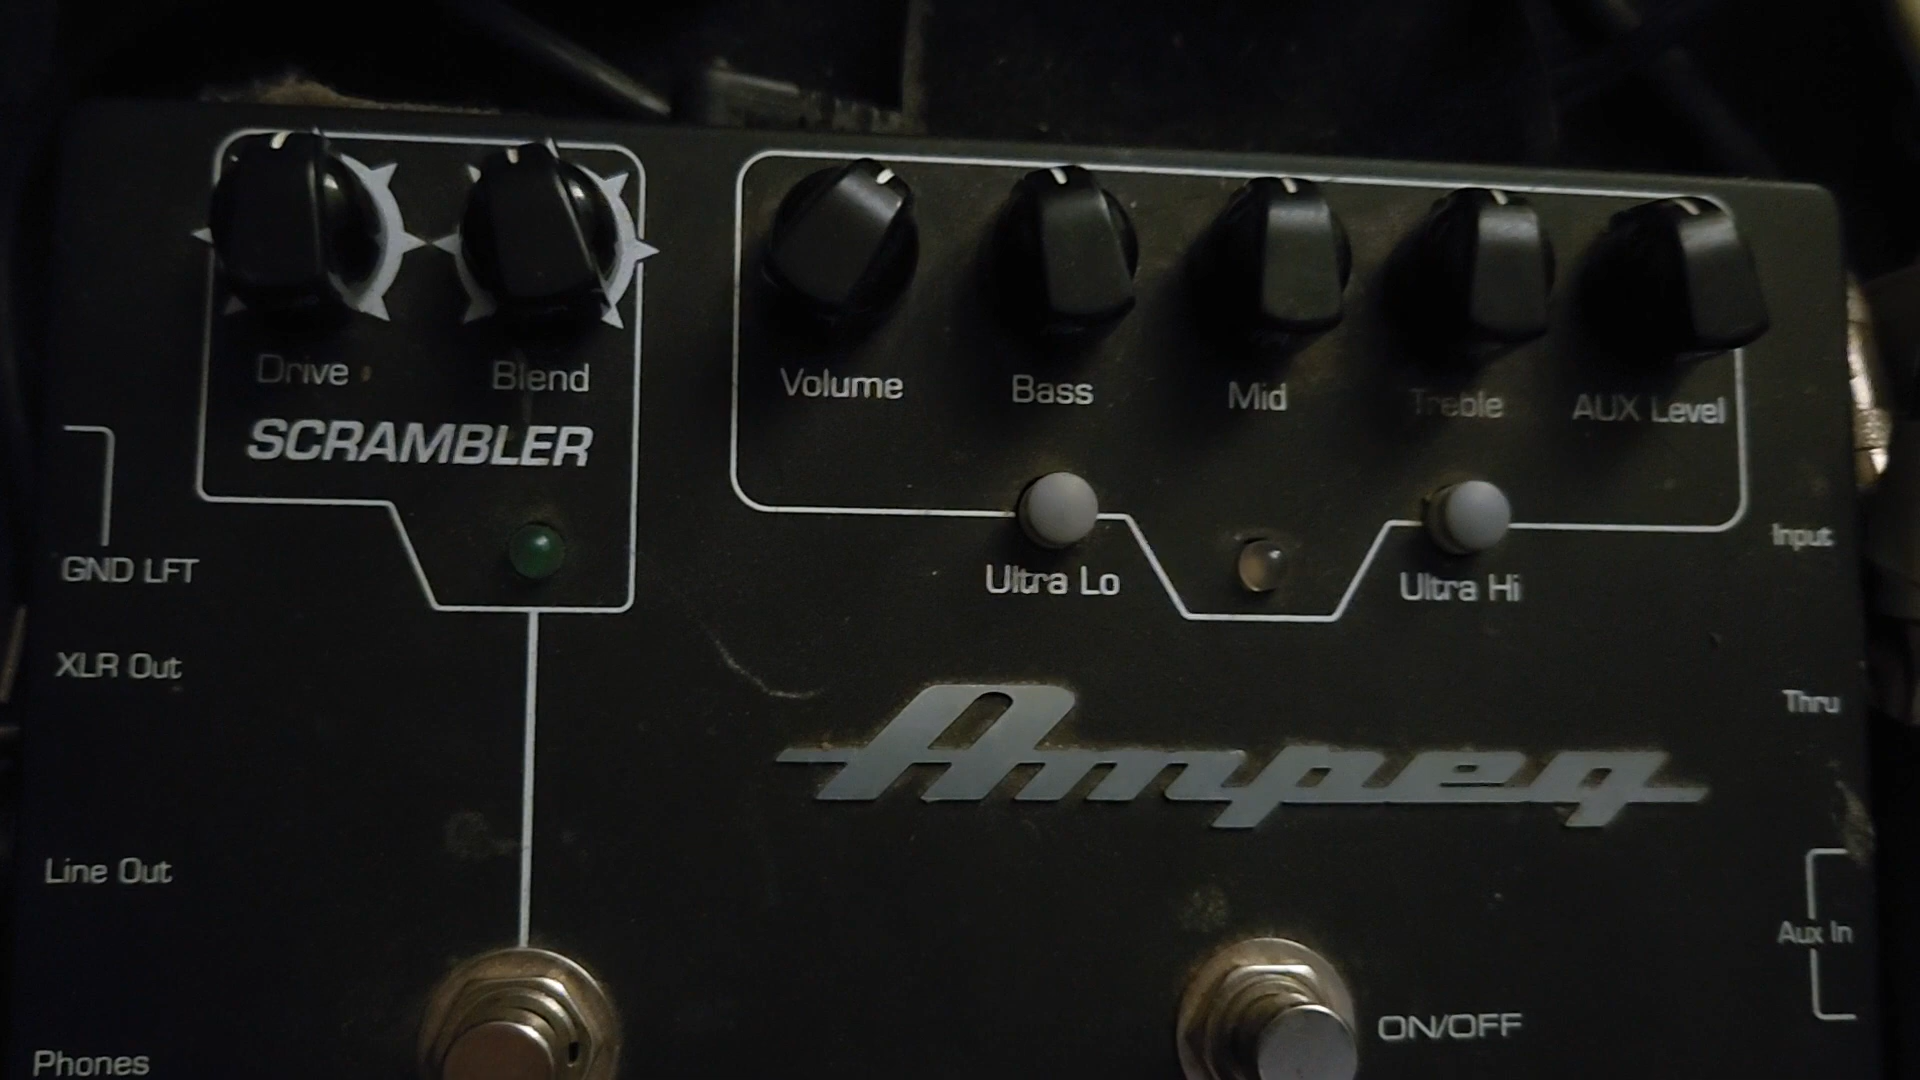 Drive
Blend
SCRAMBLER
Volume
Bass
Mid
Treble
AUX Level
Ultra Lo
Ultra Hi
GND LFT
XLR Out
Line Out
Phones
Input
Thru
Aux In
Ampeg
ON/OFF